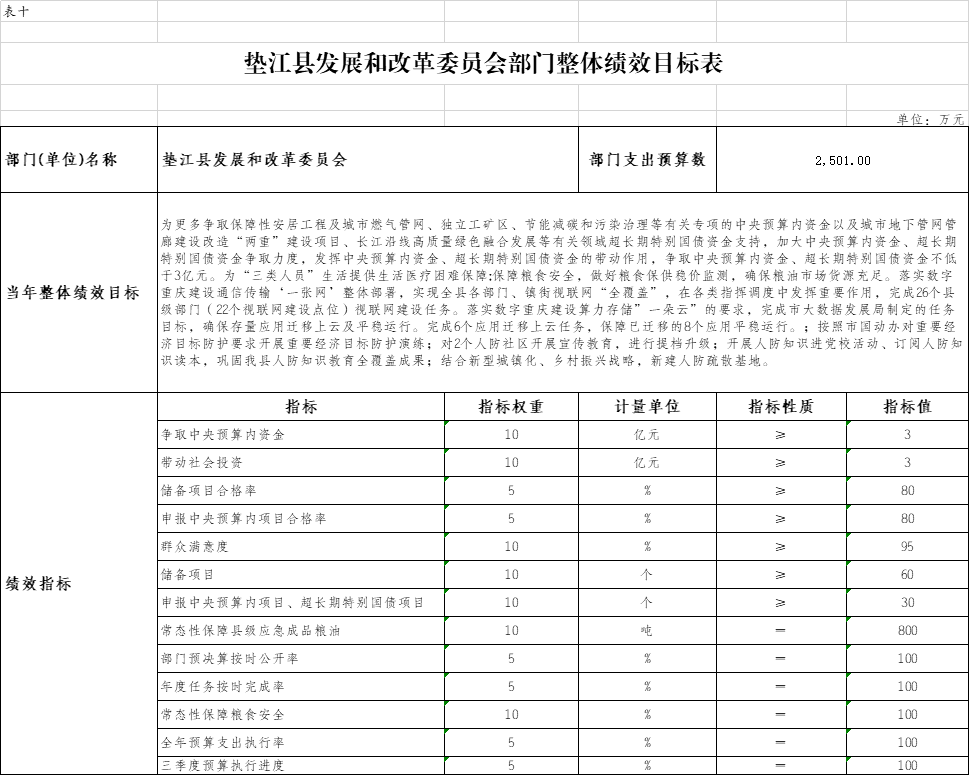 表十
垫江县发展和改革委员会部门整体绩效目标表
单位：万元
部门(单位)名称 垫江县发展和改革委员会 部门支出预算数 2,501.00
当年整体绩效目标
为更多争取保障性安居工程及城市燃气管网、独立工矿区、节能减碳和污染治理等有关专项的中央预算内资金以及城市地下管网管
廊建设改造“两重”建设项目、长江沿线高质量绿色融合发展等有关领域超长期特别国债资金支持，加大中央预算内资金、超长期
特别国债资金争取力度，发挥中央预算内资金、超长期特别国债资金的带动作用，争取中央预算内资金、超长期特别国债资金不低
于3亿元。为“三类人员”生活提供生活医疗困难保障;保障粮食安全，做好粮食保供稳价监测，确保粮油市场货源充足。落实数字
重庆建设通信传输‘一张网’整体部署，实现全县各部门、镇街视联网“全覆盖”，在各类指挥调度中发挥重要作用，完成26个县
级部门（22个视联网建设点位）视联网建设任务。落实数字重庆建设算力存储”一朵云”的要求，完成市大数据发展局制定的任务
目标，确保存量应用迁移上云及平稳运行。完成6个应用迁移上云任务，保障已迁移的8个应用平稳运行。；按照市国动办对重要经
济目标防护要求开展重要经济目标防护演练；对2个人防社区开展宣传教育，进行提档升级；开展人防知识进党校活动、订阅人防知
识读本，巩固我县人防知识教育全覆盖成果；结合新型城镇化、乡村振兴战略，新建人防疏散基地。
绩效指标
指标 指标权重 计量单位 指标性质 指标值
争取中央预算内资金 10 亿元 ≥ 3
带动社会投资 10 亿元 ≥ 3
储备项目合格率 5 % ≥ 80
申报中央预算内项目合格率 5 % ≥ 80
群众满意度 10 % ≥ 95
储备项目 10 个 ≥ 60
申报中央预算内项目、超长期特别国债项目 10 个 ≥ 30
常态性保障县级应急成品粮油 10 吨 ＝ 800
部门预决算按时公开率 5 % ＝ 100
年度任务按时完成率 5 % ＝ 100
常态性保障粮食安全 10 % ＝ 100
全年预算支出执行率 5 % ＝ 100
三季度预算执行进度 5 % ＝ 100